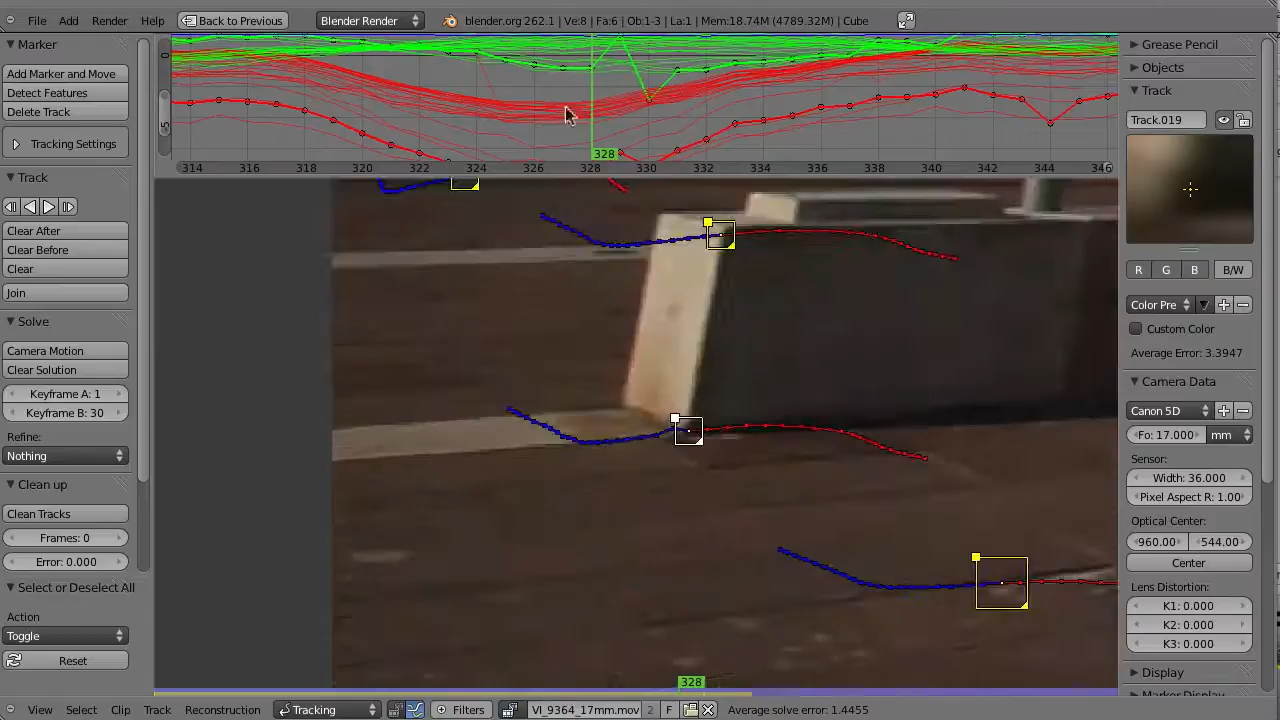 File Add Render Help Back to Previous Blender Render blender.org 262.1 | Ve:8 | Fa:6 | Ob:1-3 | La:1 | Mem:18.74M (4789.32M) | Cube
Marker
Add Marker and Move
Detect Features
Delete Track
Tracking Settings
Track
Clear After
Clear Before
Clear
Join
Solve
Camera Motion
Clear Solution
Keyframe A: 1
Keyframe B: 30
Refine:
Nothing
Clean up
Clean Tracks
Frames: 0
Error: 0.000
Select or Deselect All
Action
Toggle
Reset
0
5
328
314 316 318 320 322 324 326 328 330 332 334 336 338 340 342 344 346
328
Grease Pencil
Objects
Track
Track.019
R G B B/W
Color Pre
Custom Color
Average Error: 3.3947
Camera Data
Canon 5D
Fo: 17.000 mm
Sensor:
Width: 36.000
Pixel Aspect R: 1.00
Optical Center:
960.00 544.00
Center
Lens Distortion:
K1: 0.000
K2: 0.000
K3: 0.000
Display
View Select Clip Track Reconstruction Tracking Filters VI_9364_17mm.mov 2 F Average solve error: 1.4455